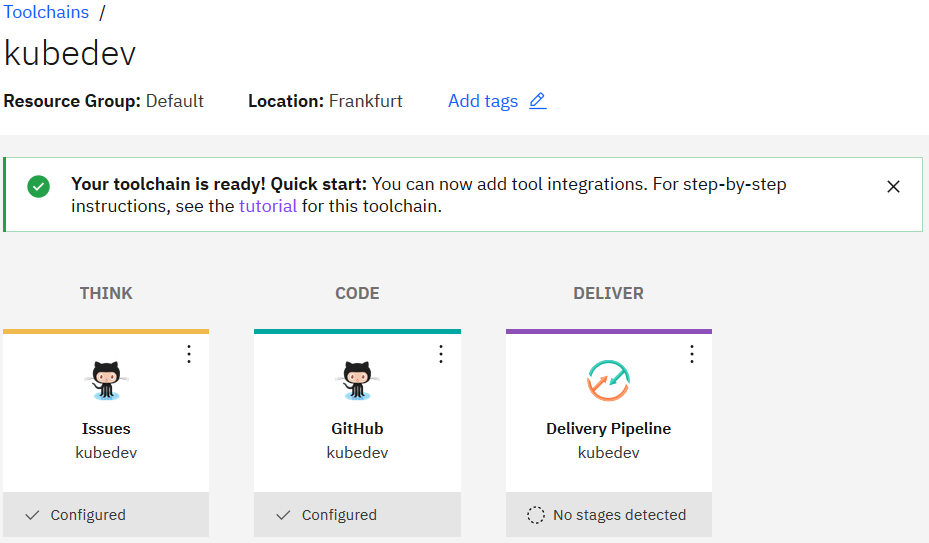 Toolchains /
kubedev
Resource Group: Default Location: Frankfurt Add tags
Your toolchain is ready! Quick start: You can now add tool integrations. For step-by-step
instructions, see the tutorial for this toolchain.
THINK CODE DELIVER
Issues GitHub Delivery Pipeline
kubedev kubedev kubedev
Configured Configured No stages detected